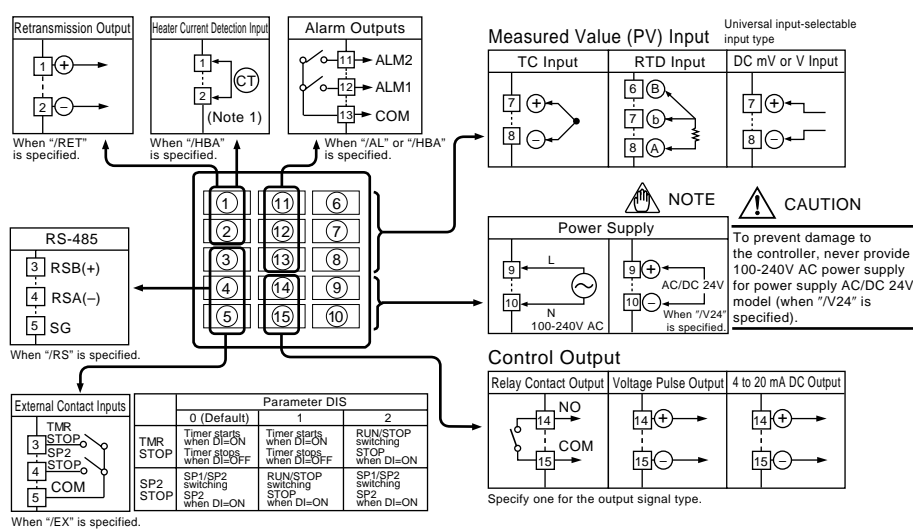 Retransmission Output
1 +
2 −
When “/RET”
is specified.
Heater Current Detection Input
1
2
CT
(Note 1)
When “/HBA”
is specified.
Alarm Outputs
11 ALM2
12 ALM1
13 COM
When “AL” or “/HBA”
is specified.
Measured Value (PV) Input
Universal input-selectable
input type
TC Input
7 +
8 −
RTD Input
6 B
7 b
8 A
DC mV or V Input
7 +
8 −
1 11 6
2 12 7
3 13 8
4 14 9
5 15 10
NOTE
CAUTION
To prevent damage to
the controller, never provide
100-240V AC power supply
for power supply AC/DC 24V
model (when ″/V24″ is
specified).
Power Supply
9 L
10 N
100-240V AC
9 +
AC/DC 24V
10 −
When ″/V24″
is specified.
RS-485
3 RSB(+)
4 RSA(−)
5 SG
When “/RS” is specified.
Control Output
Relay Contact Output
14 NO
15 COM
Voltage Pulse Output
14 +
15 −
4 to 20 mA DC Output
14 +
15 −
Specify one for the output signal type.
External Contact Inputs
TMR
3 STOP
SP2
4 STOP
COM
5
When “/EX” is specified.
Parameter DIS
0 (Default) 1 2
TMR
STOP
Timer starts
when DI=ON
Timer stops
when DI=OFF
Timer starts
when DI=ON
Timer stops
when DI=OFF
RUN/STOP
switching
STOP
when DI=ON
SP2
STOP
SP1/SP2
switching
SP2
when DI=ON
RUN/STOP
switching
STOP
when DI=ON
SP1/SP2
switching
SP2
when DI=ON